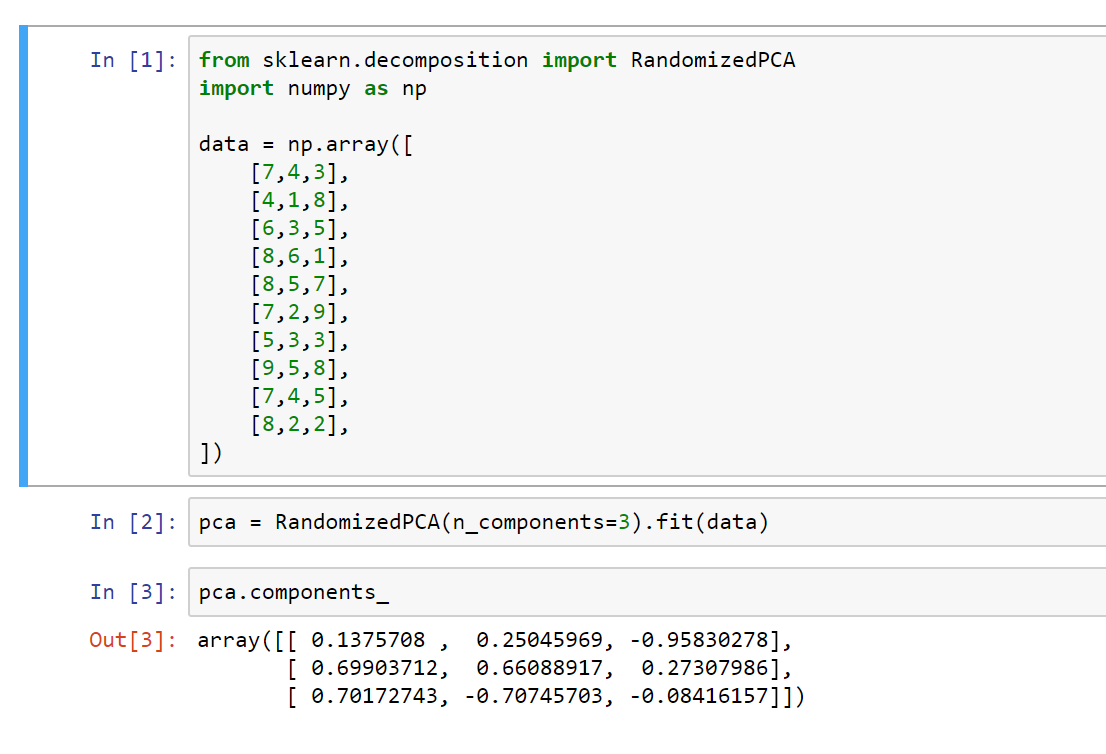 In [1]: from sklearn.decomposition import RandomizedPCA
import numpy as np
data = np.array([
[7,4,3],
[4,1,8],
[6,3,5],
[8,6,1],
[8,5,7],
[7,2,9],
[5,3,3],
[9,5,8],
[7,4,5],
[8,2,2],
])
In [2]: pca = RandomizedPCA(n_components=3).fit(data)
In [3]: pca.components_
Out[3]: array([[ 0.1375708 ,  0.25045969, -0.95830278],
[ 0.69903712,  0.66088917,  0.27307986],
[ 0.70172743, -0.70745703, -0.08416157]])